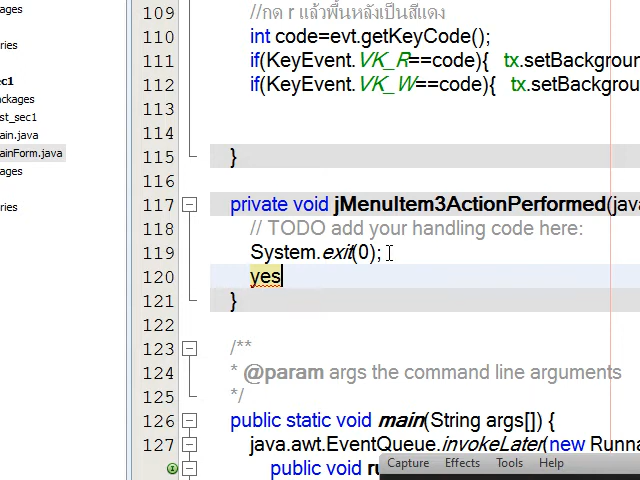 ckages
eries
ec1
ackages
st_sec1
ain.java
ainForm.java
ages
ries
109 //กด r แล้วพื้นหลังเป็นสีแดง
110 int code=evt.getKeyCode();
111 if(KeyEvent.VK_R==code){ tx.setBackgrou
112 if(KeyEvent.VK_W==code){ tx.setBackgrou
113
114
115 }
116
117 private void jMenuItem3ActionPerformed(java
118 // TODO add your handling code here:
119 System.exit(0);
120 yes
121 }
122
123 /**
124 * @param args the command line arguments
125 */
126 public static void main(String args[]) {
127 java.awt.EventQueue.invokeLater(new Runna
public void ru
Capture Effects Tools Help